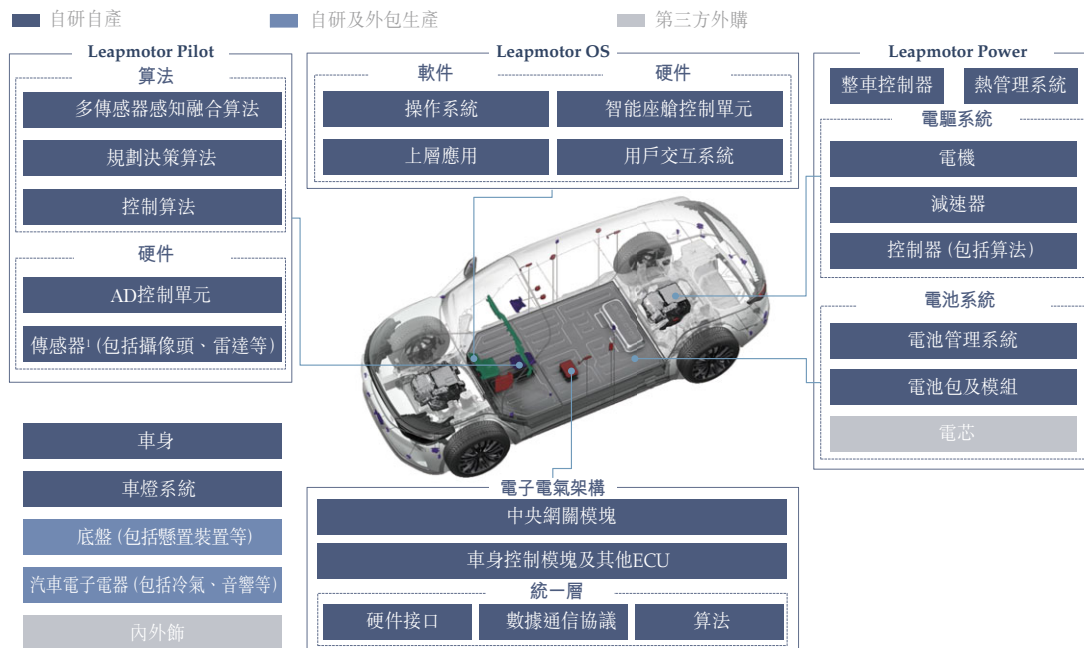 自研自產
自研及外包生產
第三方外購
Leapmotor Pilot
算法
多傳感器感知融合算法
規劃決策算法
控制算法
硬件
AD控制單元
傳感器¹ (包括攝像頭、雷達等)
Leapmotor OS
軟件
硬件
操作系統
智能座艙控制單元
上層應用
用戶交互系統
Leapmotor Power
整車控制器
熱管理系統
電驅系統
電機
減速器
控制器 (包括算法)
電池系統
電池管理系統
電池包及模組
電芯
車身
車燈系統
底盤 (包括懸置裝置等)
汽車電子電器 (包括冷氣、音響等)
內外飾
電子電氣架構
中央網關模塊
車身控制模塊及其他ECU
統一層
硬件接口
數據通信協議
算法